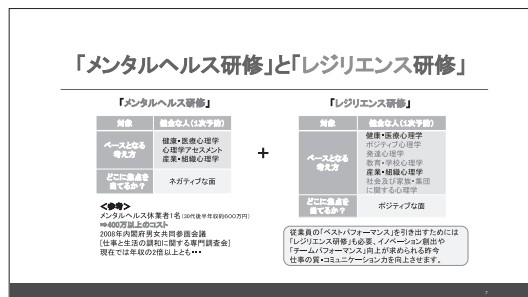 「メンタルヘルス研修」と「レジリエンス研修」
「メンタルヘルス研修」
対象
健全な人(1次予防)
ベースとなる
考え方
健康・医療心理学
心理学アセスメント
産業・組織心理学
どこに焦点を
当てるか?
ネガティブな面
<参考>
メンタルヘルス休業者1名(30代後半年収約600万円)
⇒400万以上のコスト
2008年内閣府男女共同参画会議
[仕事と生活の調和に関する専門調査会]
現在では年収の2倍以上とも・・・
+
「レジリエンス研修」
対象
健全な人(1次予防)
ベースとなる
考え方
健康・医療心理学
ポジティブ心理学
発達心理学
教育・学校心理学
産業・組織心理学
社会及び家族・集団
に関する心理学
どこに焦点を
当てるか?
ポジティブな面
従業員の「ベストパフォーマンス」を引き出すためには
「レジリエンス研修」も必要、イノベーション創出や
「チームパフォーマンス」向上が求められる昨今
仕事の質・コミュニケーション力を向上させます。
7